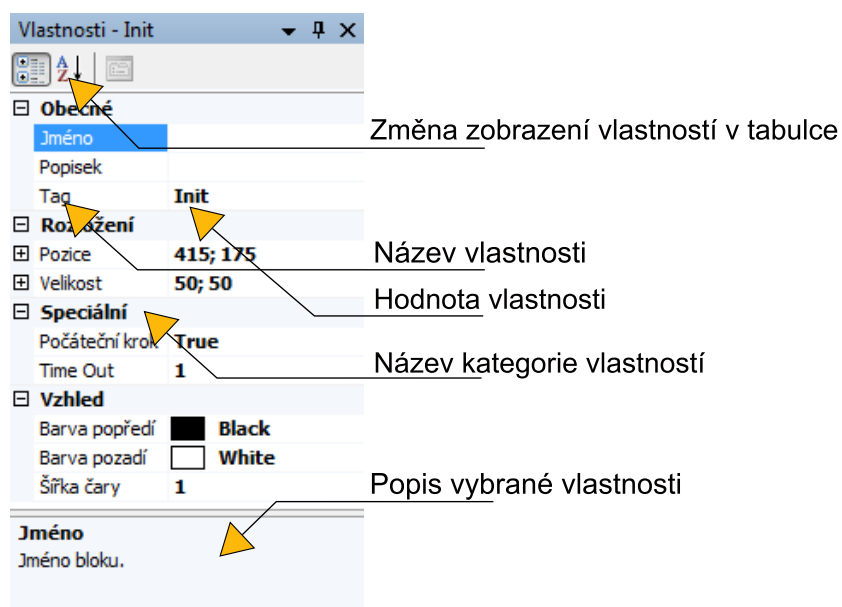 Vlastnosti - Init
Obecné
Jméno
Změna zobrazení vlastností v tabulce
Popisek
Tag Init
Rozložení
Pozice 415; 175
Název vlastnosti
Velikost 50; 50
Hodnota vlastnosti
Speciální
Počáteční krok True
Název kategorie vlastností
Time Out 1
Vzhled
Barva popředí Black
Barva pozadí White
Šířka čary 1
Popis vybrané vlastnosti
Jméno
Jméno bloku.